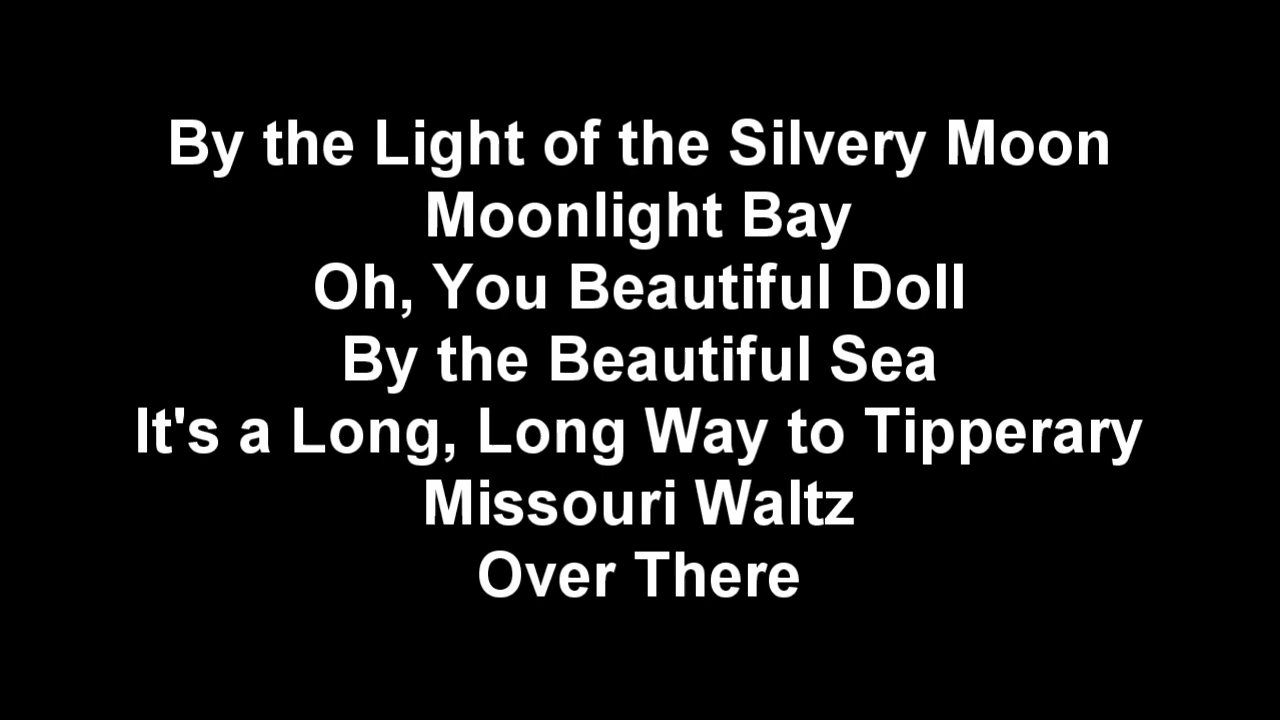 By the Light of the Silvery Moon
Moonlight Bay
Oh, You Beautiful Doll
By the Beautiful Sea
It's a Long, Long Way to Tipperary
Missouri Waltz
Over There